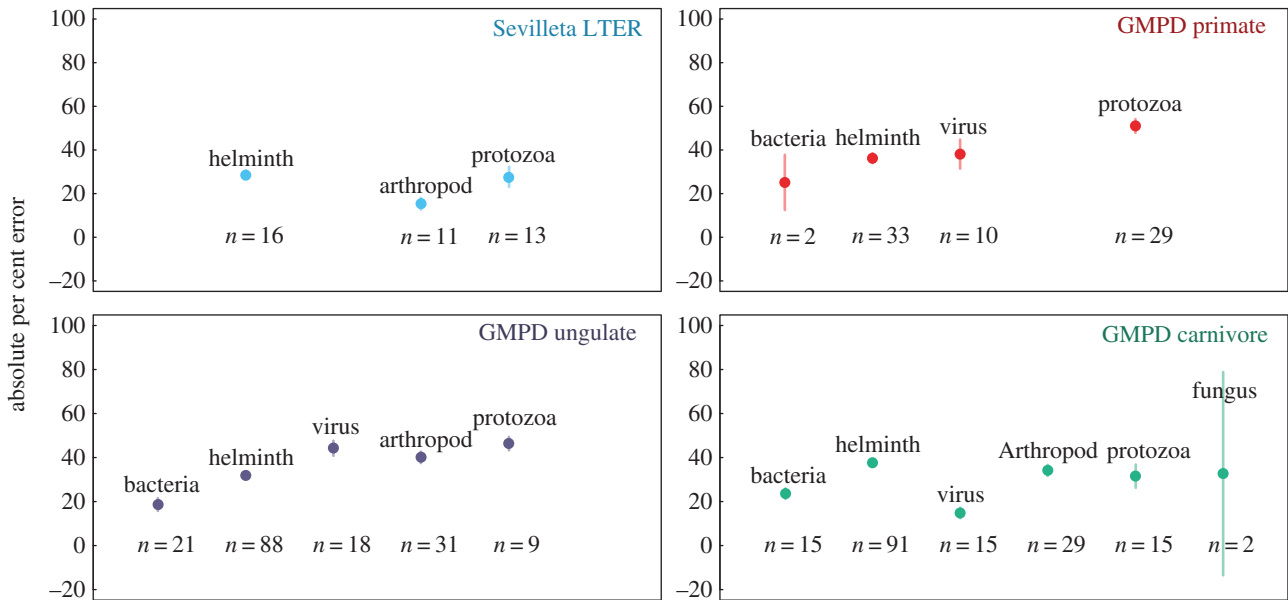 absolute per cent error
100
80
60
40
20
0
–20
Sevilleta LTER
helminth
arthropod
protozoa
n = 16
n = 11
n = 13
100
80
60
40
20
0
–20
GMPD primate
bacteria
helminth
virus
protozoa
n = 2
n = 33
n = 10
n = 29
100
80
60
40
20
0
–20
GMPD ungulate
bacteria
helminth
virus
arthropod
protozoa
n = 21
n = 88
n = 18
n = 31
n = 9
100
80
60
40
20
0
–20
GMPD carnivore
bacteria
helminth
virus
Arthropod
protozoa
fungus
n = 15
n = 91
n = 15
n = 29
n = 15
n = 2